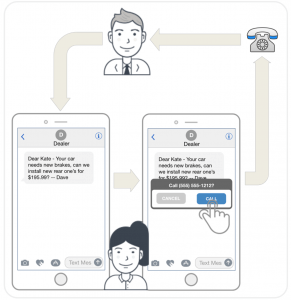 D
Dealer
Dear Kate - Your car
needs new brakes, can we
install new rear one's for
$195.99? -- Dave
Text Mes
D
Dealer
Dear Kate - Your car
needs new brakes, can we
install new rear one's for
$195.99? -- Dave
Call (555) 555-1212?
CANCEL
CALL
Text Mes